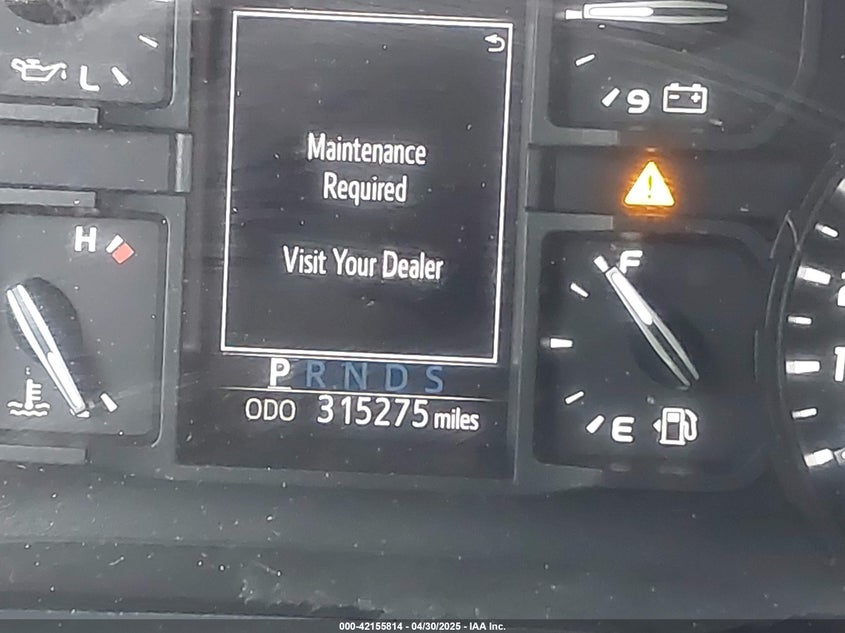 L
Maintenance
Required
Visit Your Dealer
9
H
F
P R N D S
ODO 315275 miles
E
000-42155814 - 04/30/2025 - IAA Inc.